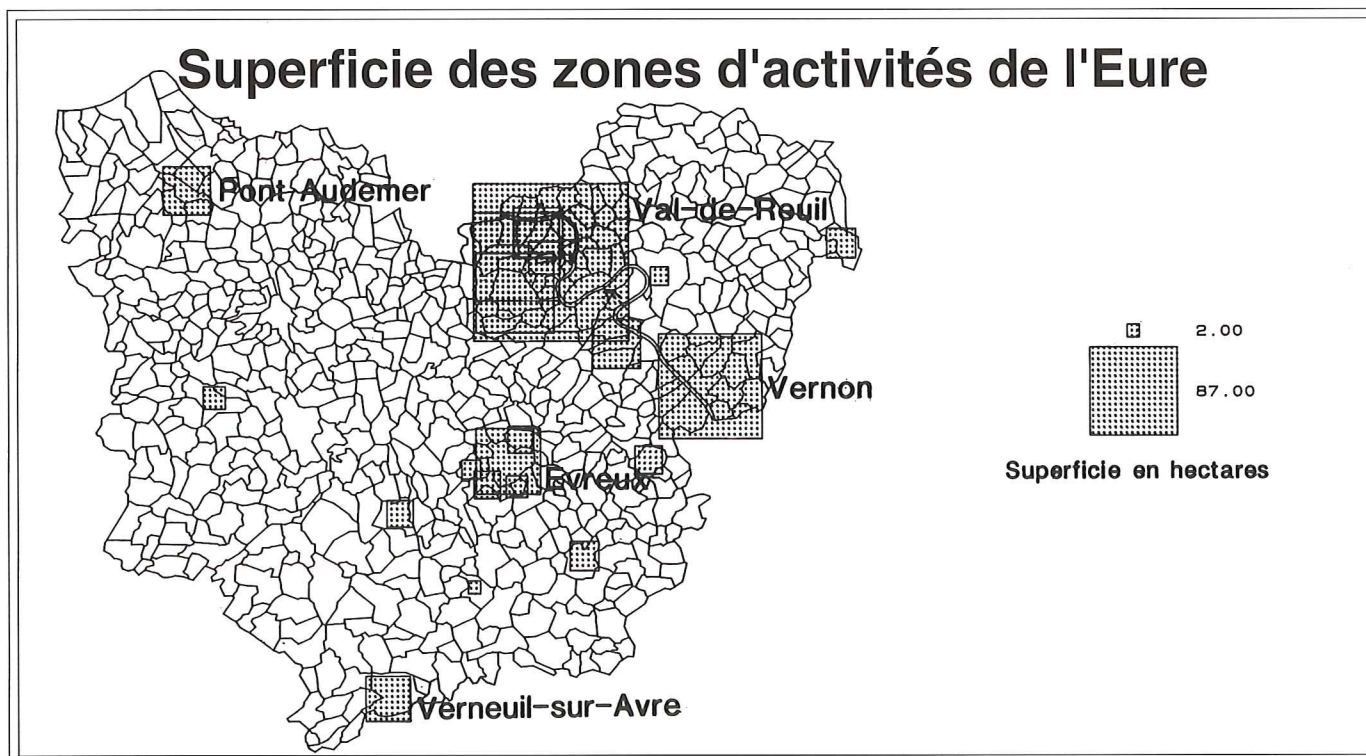 Superficie des zones d'activités de l'Eure
Pont-Audemer
Val-de-Reuil
Vernon
Evreux
Verneuil-sur-Avre
2.00
87.00
Superficie en hectares